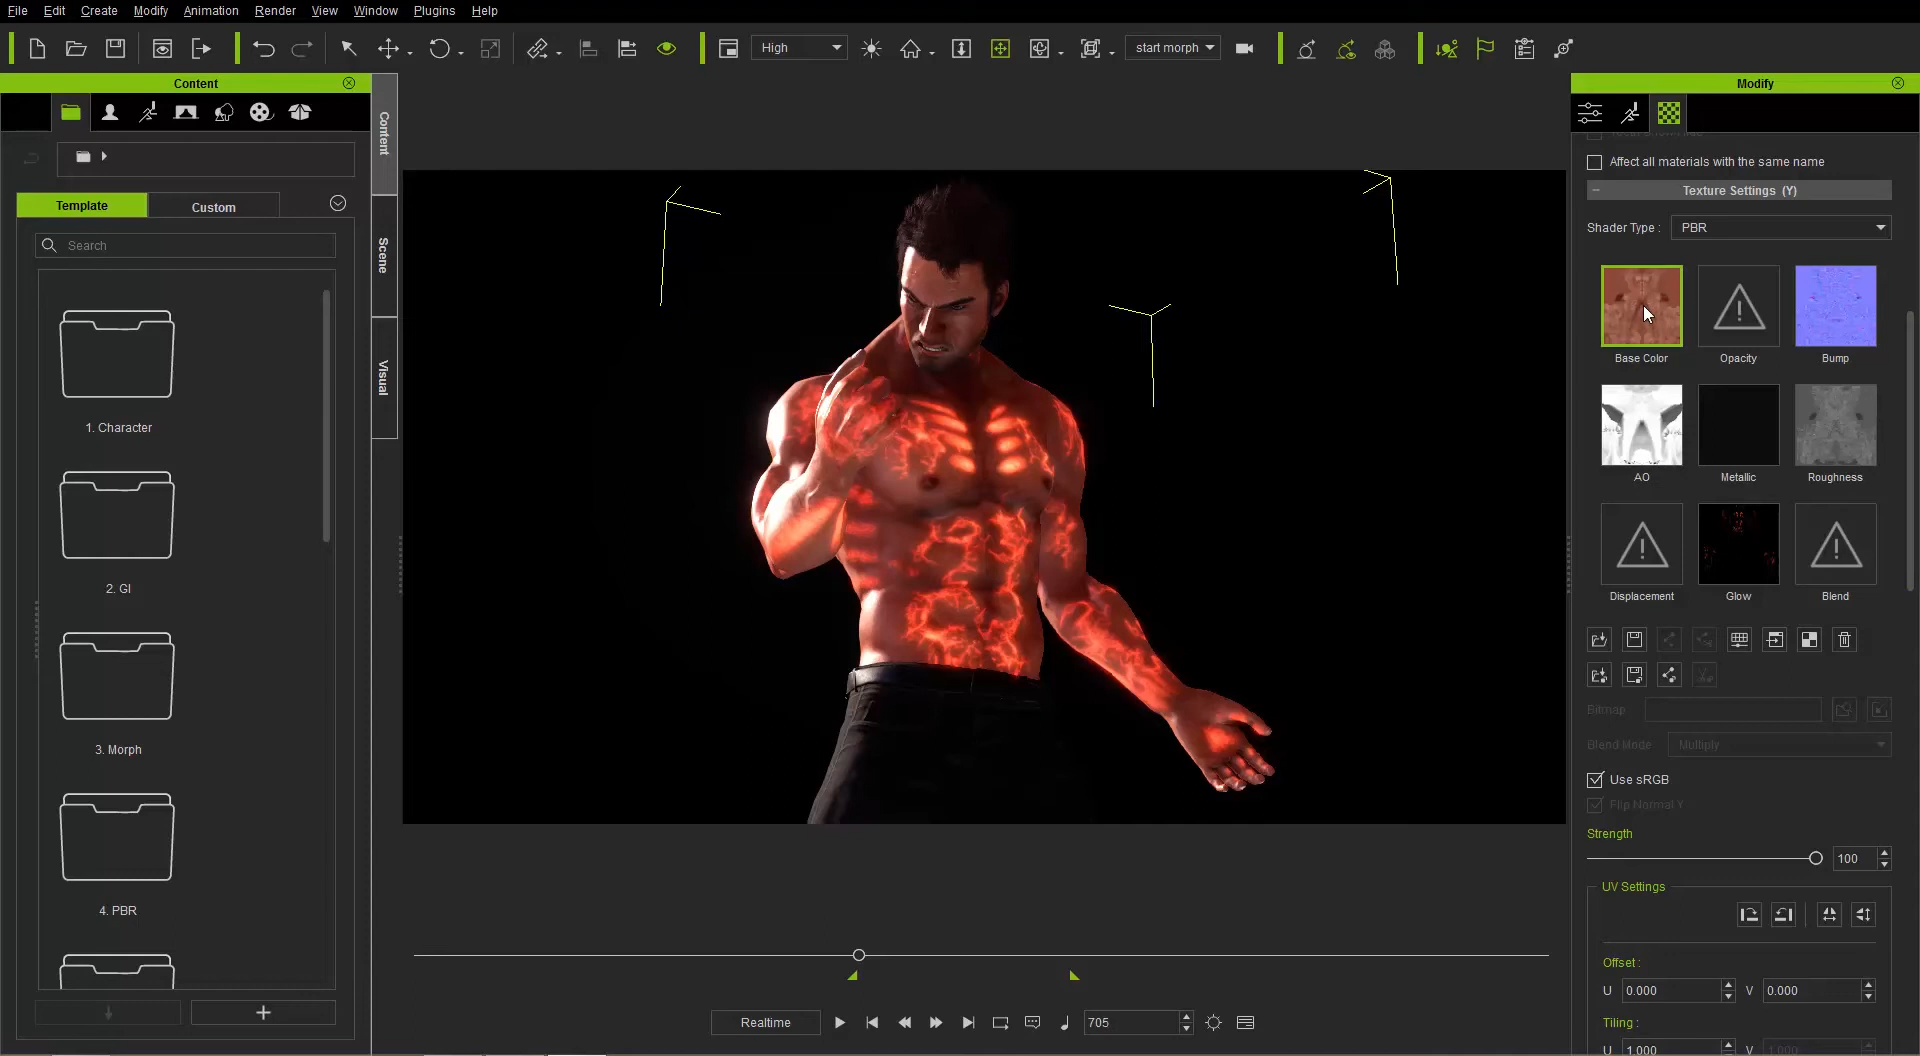 File Edit Create Modify Animation Render View Window Plugins Help
High
start morph
Content
Modify
Template
Custom
Search
1. Character
2. GI
3. Morph
4. PBR
Content
Scene
Visual
Realtime
705
Affect all materials with the same name
Texture Settings (Y)
Shader Type : PBR
Base Color Opacity Bump
AO Metallic Roughness
Displacement Glow Blend
Bitmap
Blend Mode Multiply
Use sRGB
Flip Normal Y
Strength
100
UV Settings
Offset :
U 0.000 V 0.000
Tiling :
U 1.000 V 1.000